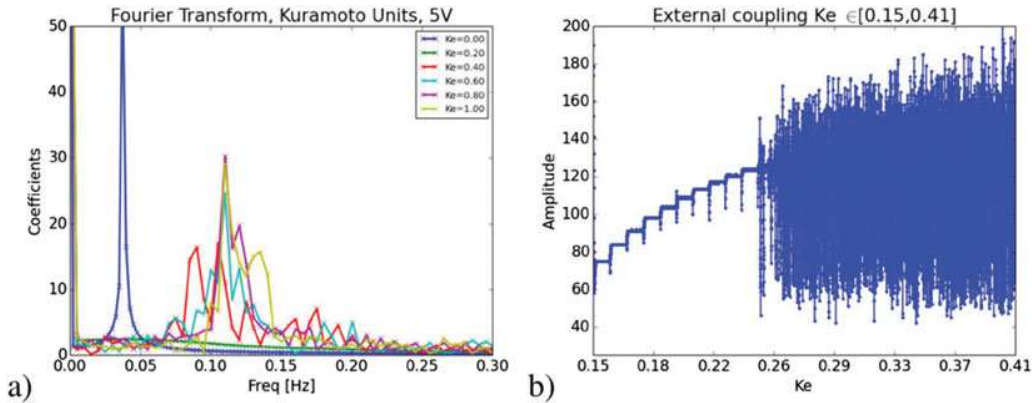 Fourier Transform, Kuramoto Units, 5V
50
40
30
20
10
0
Coefficients
Ke=0.00
Ke=0.20
Ke=0.40
Ke=0.60
Ke=0.80
Ke=1.00
0.00 0.05 0.10 0.15 0.20 0.25 0.30
Freq [Hz]
a)
External coupling Ke ∈[0.15,0.41]
200
180
160
140
120
100
80
60
40
Amplitude
0.15 0.18 0.20 0.22 0.26 0.29 0.33 0.37 0.41
Ke
b)